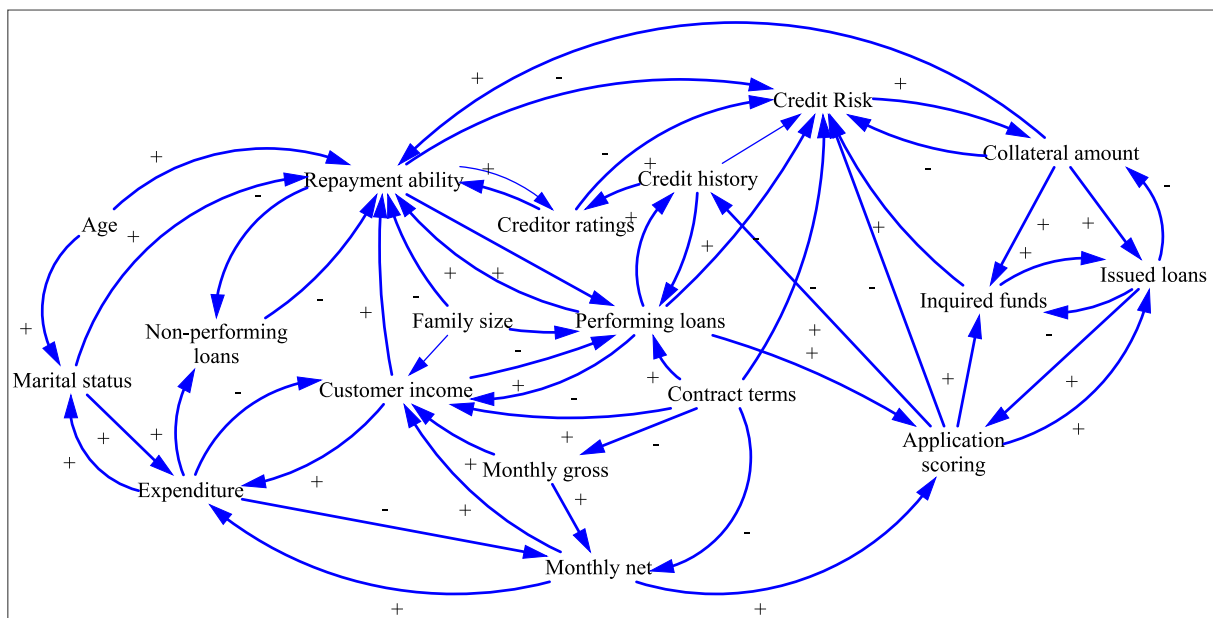 Credit Risk
Collateral amount
Repayment ability
Credit history
Age
Creditor ratings
Issued loans
Inquired funds
Non-performing
loans
Family size
Performing loans
Marital status
Customer income
Contract terms
Application
scoring
Monthly gross
Expenditure
Monthly net
+
-
+
+
-
-
+
+
-
-
+
+
+
-
+
+
+
+
+
-
+
+
-
-
-
+
+
-
+
-
+
-
+
+
+
+
-
+
-
+
+
+
+
-
+
+
+
+
+
-
-
+
+